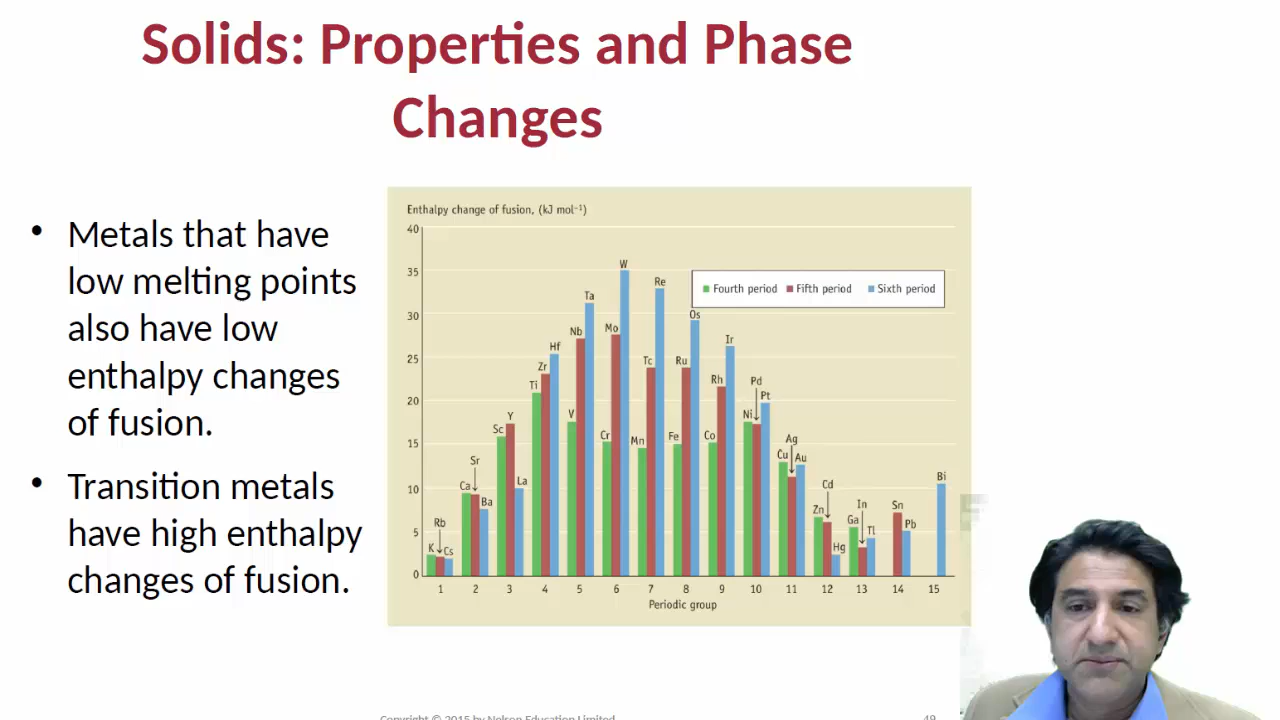 Solids: Properties and Phase
Changes
• Metals that have
low melting points
also have low
enthalpy changes
of fusion.
• Transition metals
have high enthalpy
changes of fusion.
Enthalpy change of fusion, (kJ mol⁻¹)
40
35
30
25
20
15
10
5
0
Fourth period Fifth period Sixth period
K Rb Cs
Ca Sr Ba
Sc Y La
Ti Zr Hf
V Nb Ta
Cr Mo W
Mn Tc Re
Fe Ru Os
Co Rh Ir
Ni Pd Pt
Cu Ag Au
Zn Cd Hg
Ga In Tl
Sn Pb
Bi
1 2 3 4 5 6 7 8 9 10 11 12 13 14 15
Periodic group
Copyright © 2015 by Nelson Education Limited
49